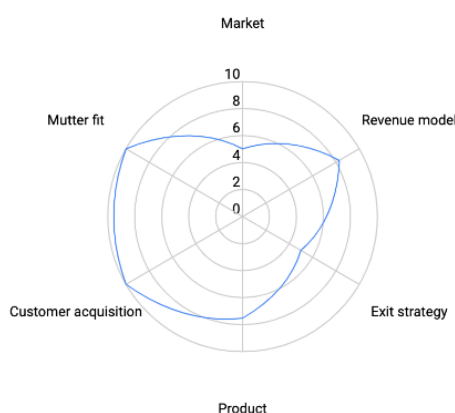 Market
10
8
6
4
2
0
Mutter fit
Revenue model
Customer acquisition
Exit strategy
Product